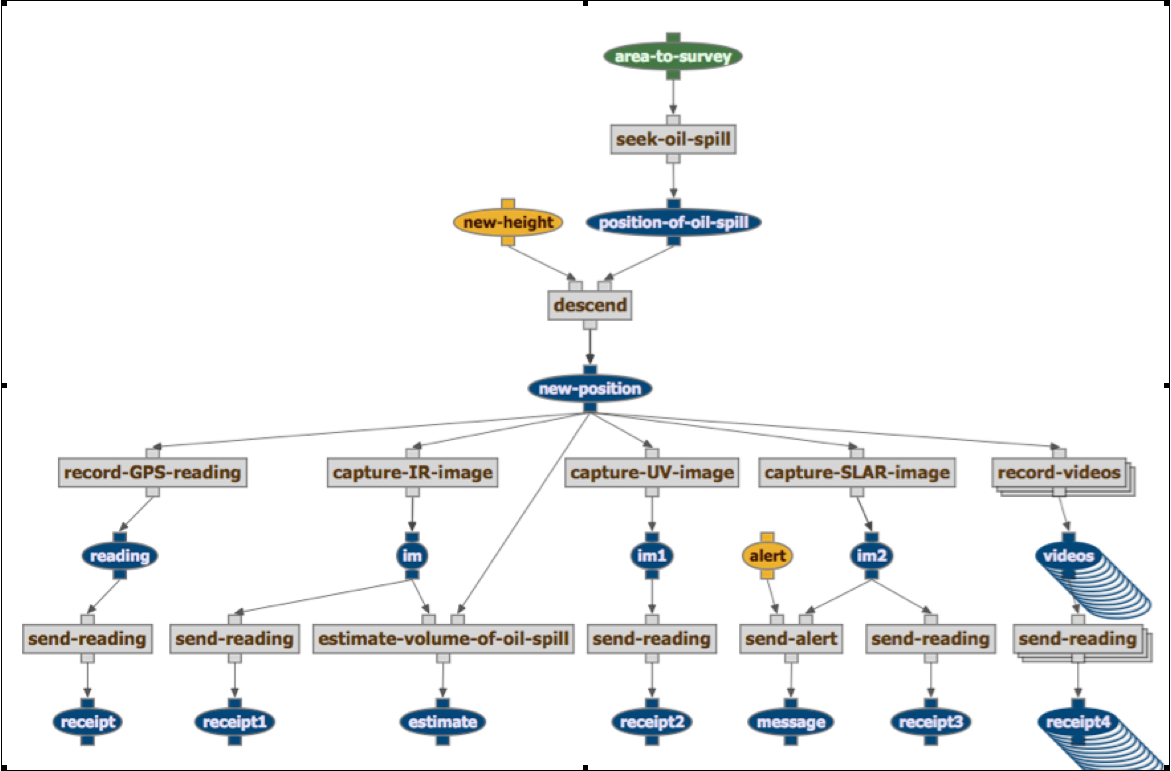 area-to-survey
seek-oil-spill
new-height position-of-oil-spill
descend
new-position
record-GPS-reading capture-IR-image capture-UV-image capture-SLAR-image record-videos
reading im im1 alert im2 videos
send-reading send-reading estimate-volume-of-oil-spill send-reading send-alert send-reading send-reading
receipt receipt1 estimate receipt2 message receipt3 receipt4